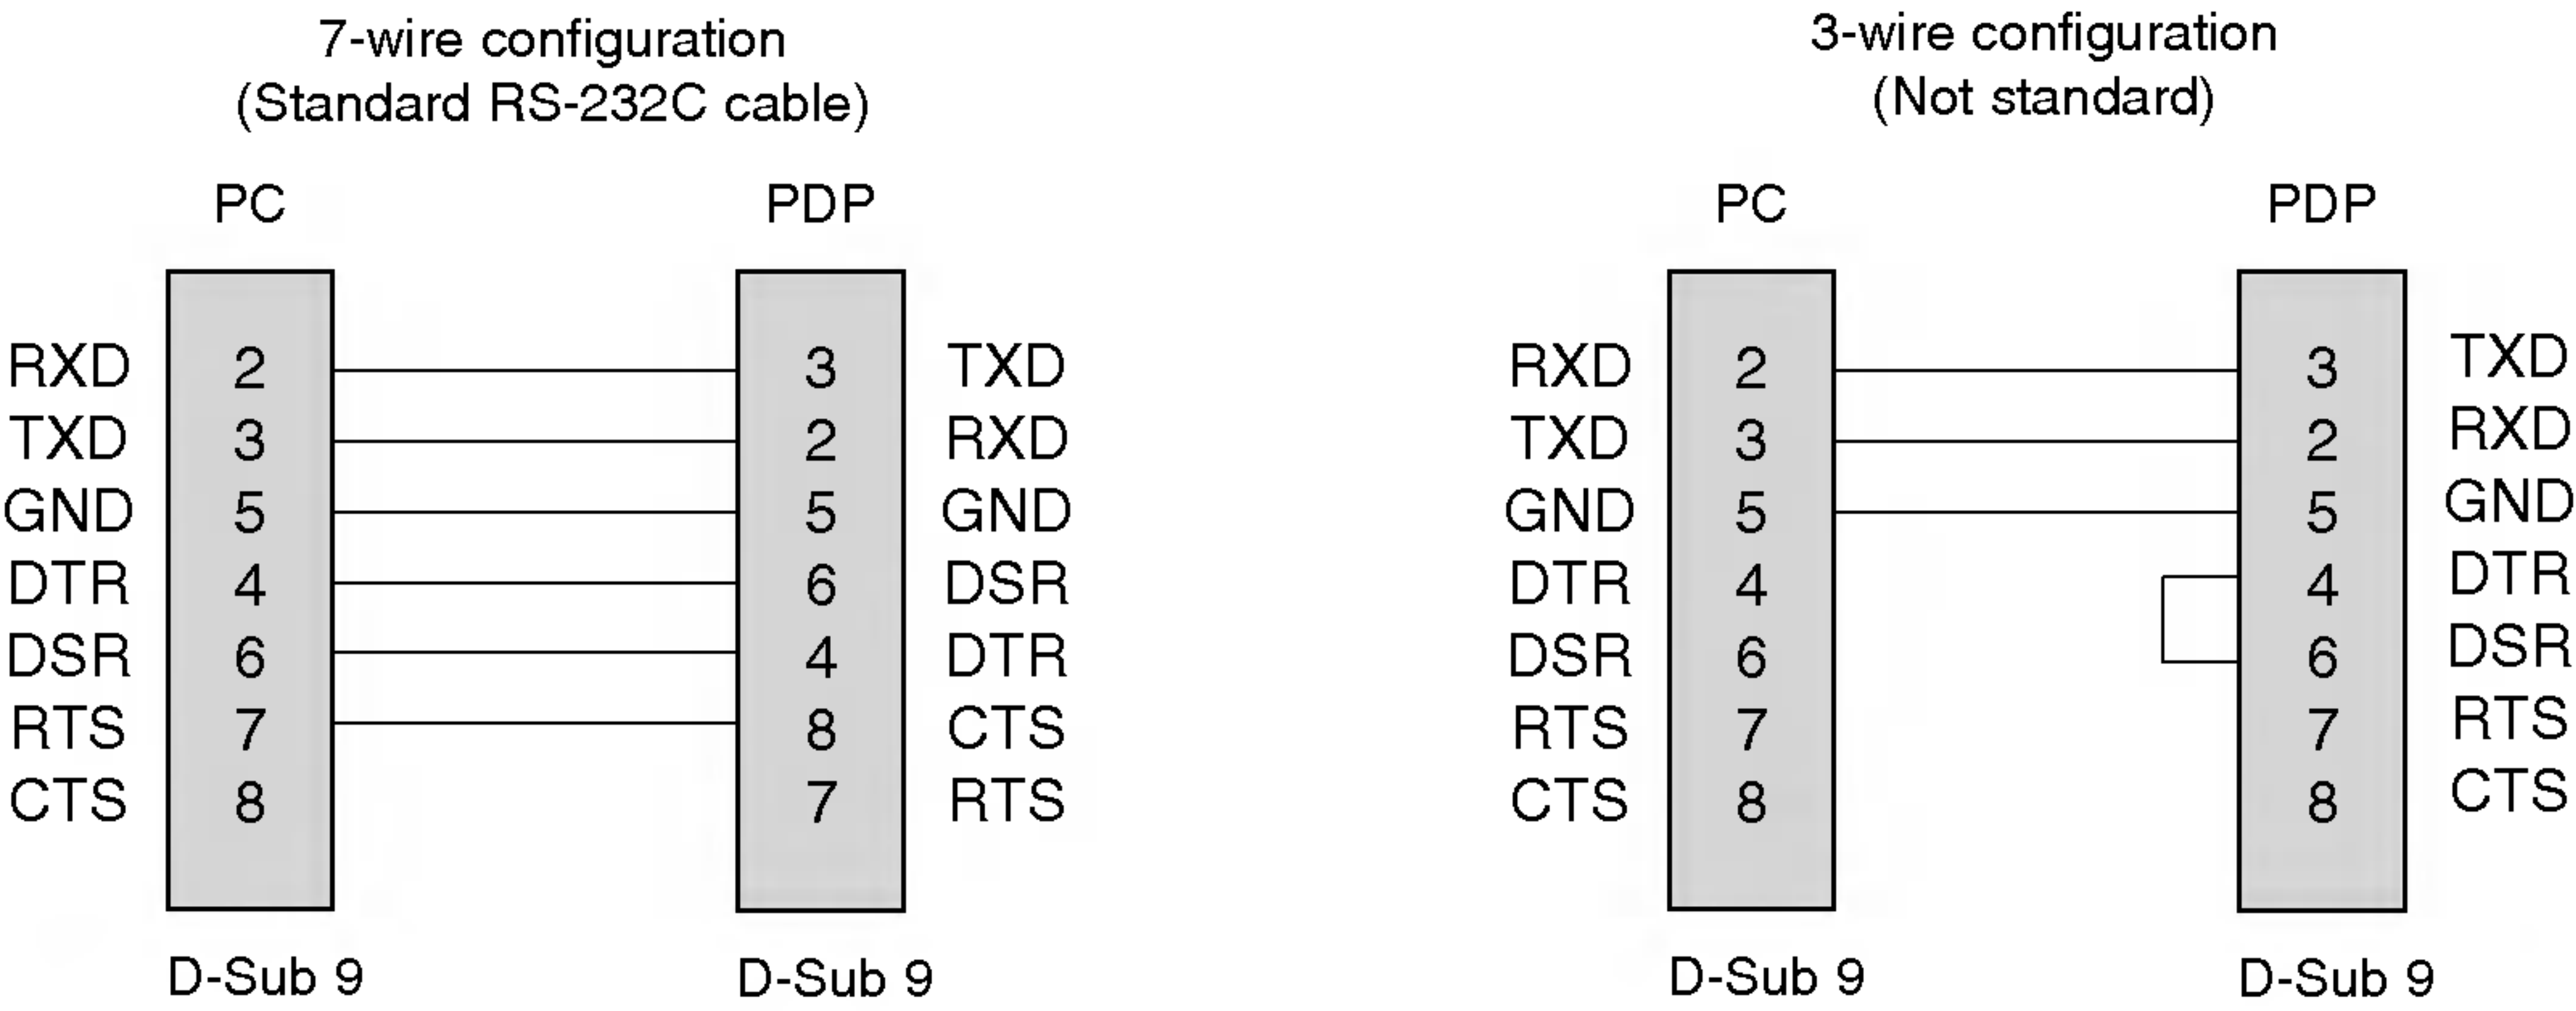 7-wire configuration
(Standard RS-232C cable)
PC PDP
RXD 2 3 TXD
TXD 3 2 RXD
GND 5 5 GND
DTR 4 6 DSR
DSR 6 4 DTR
RTS 7 8 CTS
CTS 8 7 RTS
D-Sub 9 D-Sub 9
3-wire configuration
(Not standard)
PC PDP
RXD 2 3 TXD
TXD 3 2 RXD
GND 5 5 GND
DTR 4 4 DTR
DSR 6 6 DSR
RTS 7 7 RTS
CTS 8 8 CTS
D-Sub 9 D-Sub 9